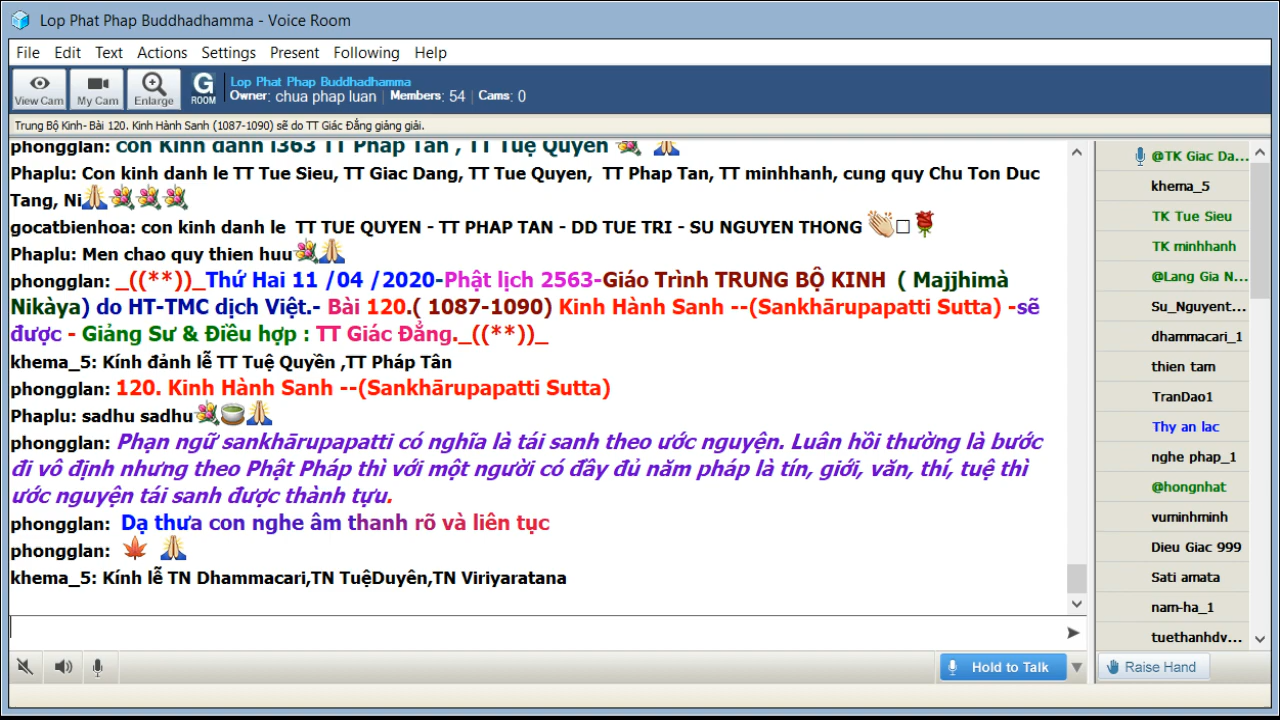 Lop Phat Phap Buddhadhamma - Voice Room
File Edit Text Actions Settings Present Following Help
View Cam My Cam Enlarge G ROOM
Lop Phat Phap Buddhadhamma
Owner: chua phap luan | Members: 54 | Cams: 0
Trung Bộ Kinh- Bài 120. Kinh Hành Sanh (1087-1090) sẽ do TT Giác Đẳng giảng giải.
phongglan: con Kính đảnh l363 TT Pháp Tân , TT Tuệ Quyền
Phaplu: Con kinh danh le TT Tue Sieu, TT Giac Dang, TT Tue Quyen, TT Phap Tan, TT minhhanh, cung quy Chu Ton Duc
Tang, Ni
gocatbienhoa: con kinh danh le TT TUE QUYEN - TT PHAP TAN - DD TUE TRI - SU NGUYEN THONG
Phaplu: Men chao quy thien huu
phongglan: _((**))_Thứ Hai 11 /04 /2020-Phật lịch 2563-Giáo Trình TRUNG BỘ KINH ( Majjhimà
Nikàya) do HT-TMC dịch Việt.- Bài 120.( 1087-1090) Kinh Hành Sanh --(Sankhārupapatti Sutta) -sẽ
được - Giảng Sư & Điều hợp : TT Giác Đẳng._((**))_
khema_5: Kính đảnh lễ TT Tuệ Quyền ,TT Pháp Tân
phongglan: 120. Kinh Hành Sanh --(Sankhārupapatti Sutta)
Phaplu: sadhu sadhu
phongglan: Phạn ngữ sankhārupapatti có nghĩa là tái sanh theo ước nguyện. Luân hồi thường là bước
đi vô định nhưng theo Phật Pháp thì với một người có đầy đủ năm pháp là tín, giới, văn, thí, tuệ thì
ước nguyện tái sanh được thành tựu.
phongglan: Dạ thưa con nghe âm thanh rõ và liên tục
phongglan:
khema_5: Kính lễ TN Dhammacari,TN TuệDuyên,TN Viriyaratana
Hold to Talk
@TK Giac Da...
khema_5
TK Tue Sieu
TK minhhanh
@Lang Gia N...
Su_Nguyent...
dhammacari_1
thien tam
TranDao1
Thy an lac
nghe phap_1
@hongnhat
vuminhminh
Dieu Giac 999
Sati amata
nam-ha_1
tuethanhdv...
Raise Hand